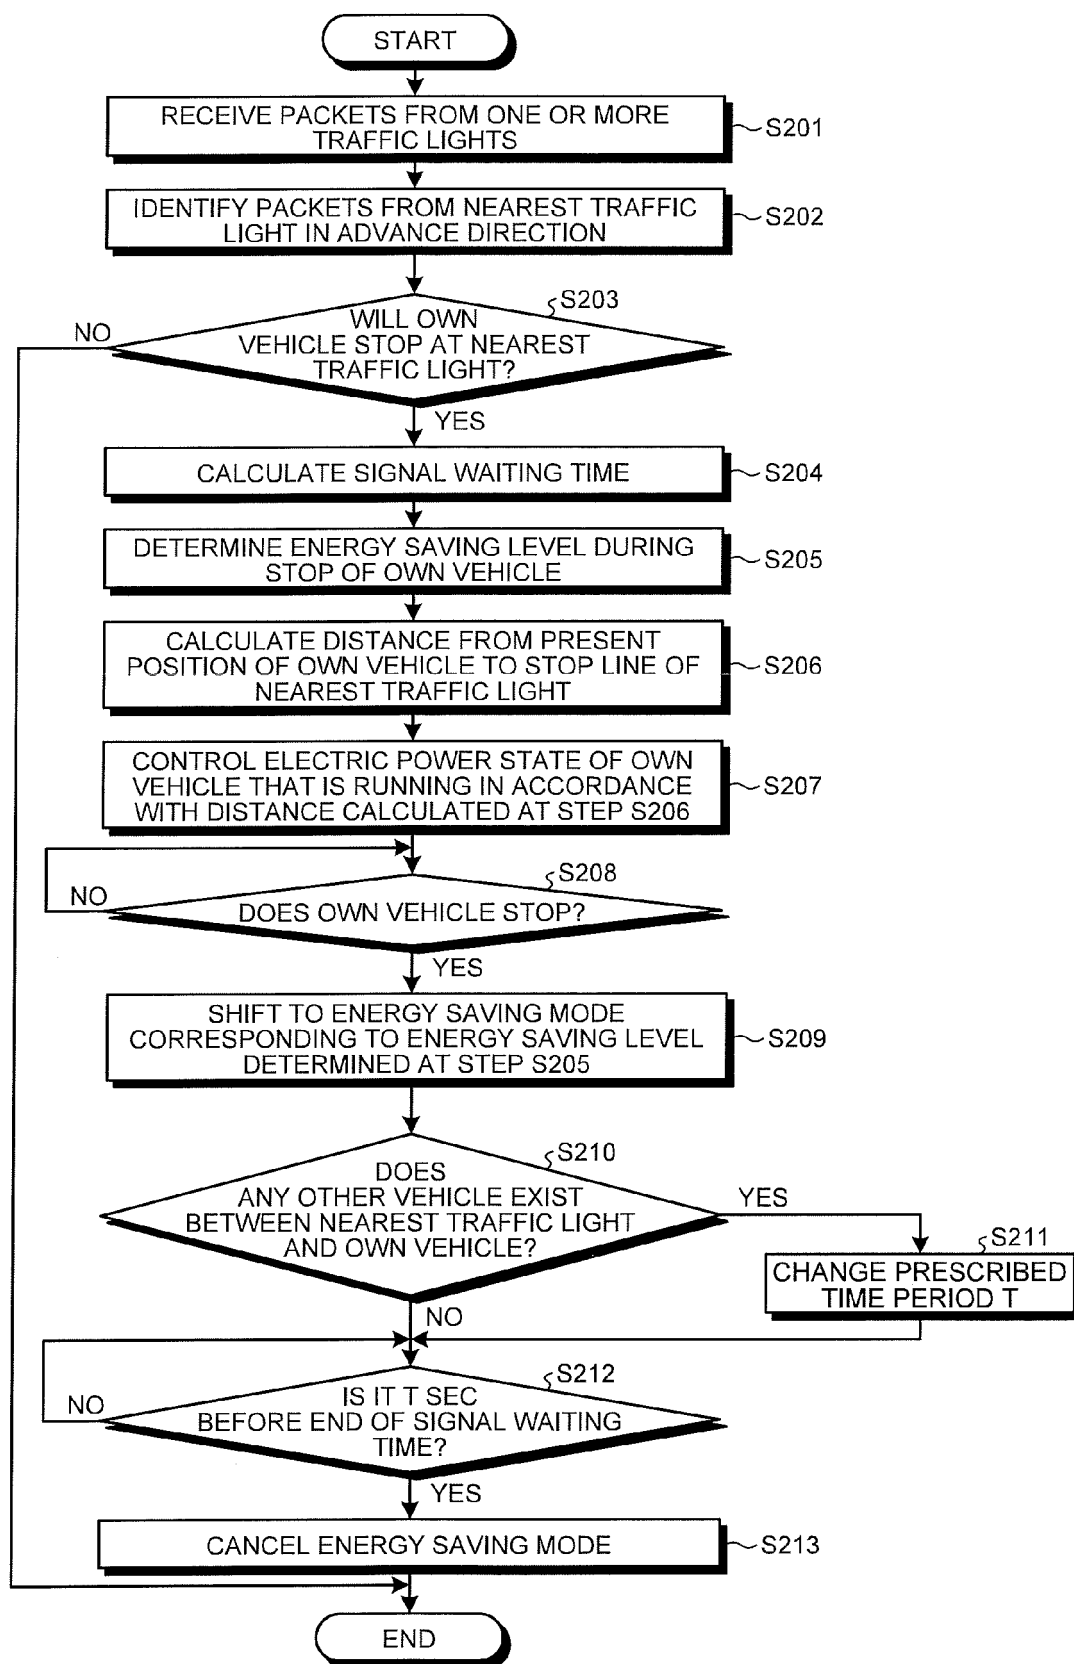 START
RECEIVE PACKETS FROM ONE OR MORE
TRAFFIC LIGHTS
S201
IDENTIFY PACKETS FROM NEAREST TRAFFIC
LIGHT IN ADVANCE DIRECTION
S202
S203
NO
WILL OWN
VEHICLE STOP AT NEAREST
TRAFFIC LIGHT?
YES
CALCULATE SIGNAL WAITING TIME
S204
DETERMINE ENERGY SAVING LEVEL DURING
STOP OF OWN VEHICLE
S205
CALCULATE DISTANCE FROM PRESENT
POSITION OF OWN VEHICLE TO STOP LINE OF
NEAREST TRAFFIC LIGHT
S206
CONTROL ELECTRIC POWER STATE OF OWN
VEHICLE THAT IS RUNNING IN ACCORDANCE
WITH DISTANCE CALCULATED AT STEP S206
S207
S208
NO
DOES OWN VEHICLE STOP?
YES
SHIFT TO ENERGY SAVING MODE
CORRESPONDING TO ENERGY SAVING LEVEL
DETERMINED AT STEP S205
S209
S210
DOES
ANY OTHER VEHICLE EXIST
BETWEEN NEAREST TRAFFIC LIGHT
AND OWN VEHICLE?
YES
S211
CHANGE PRESCRIBED
TIME PERIOD T
NO
S212
NO
IS IT T SEC
BEFORE END OF SIGNAL WAITING
TIME?
YES
CANCEL ENERGY SAVING MODE
S213
END